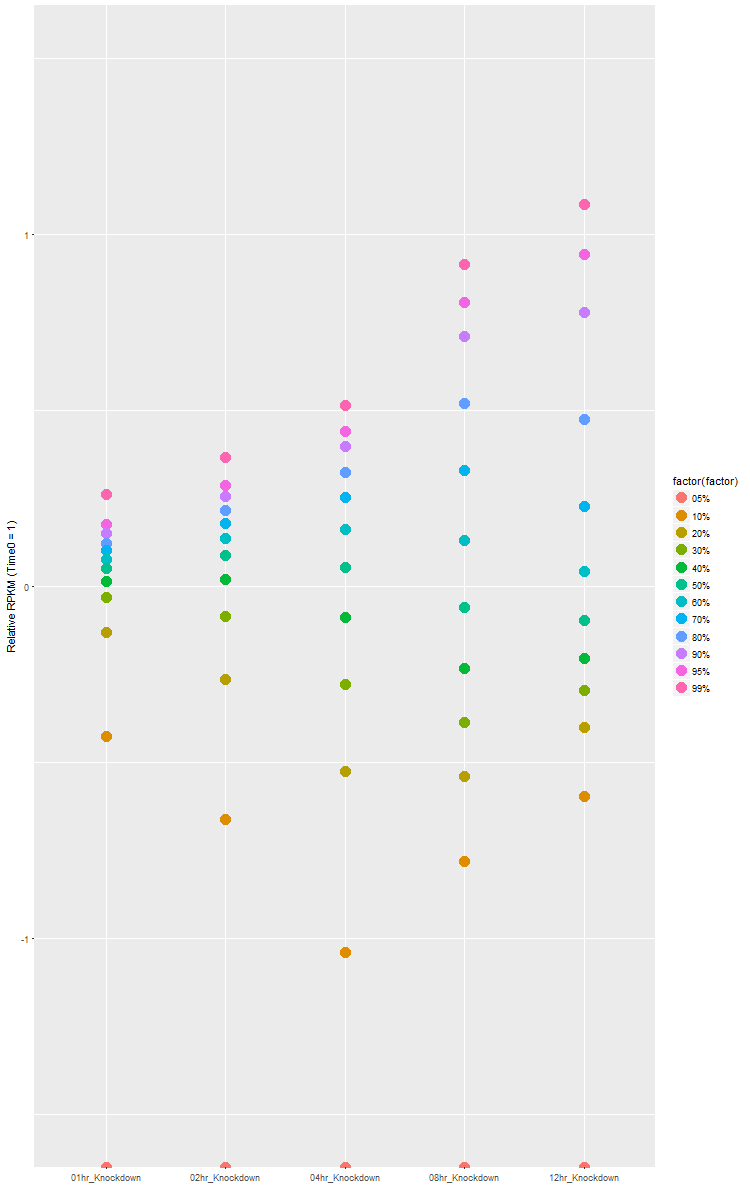 Relative RPKM (Time0 = 1)
1
0
-1
01hr_Knockdown
02hr_Knockdown
04hr_Knockdown
08hr_Knockdown
12hr_Knockdown
factor(factor)
05%
10%
20%
30%
40%
50%
60%
70%
80%
90%
95%
99%